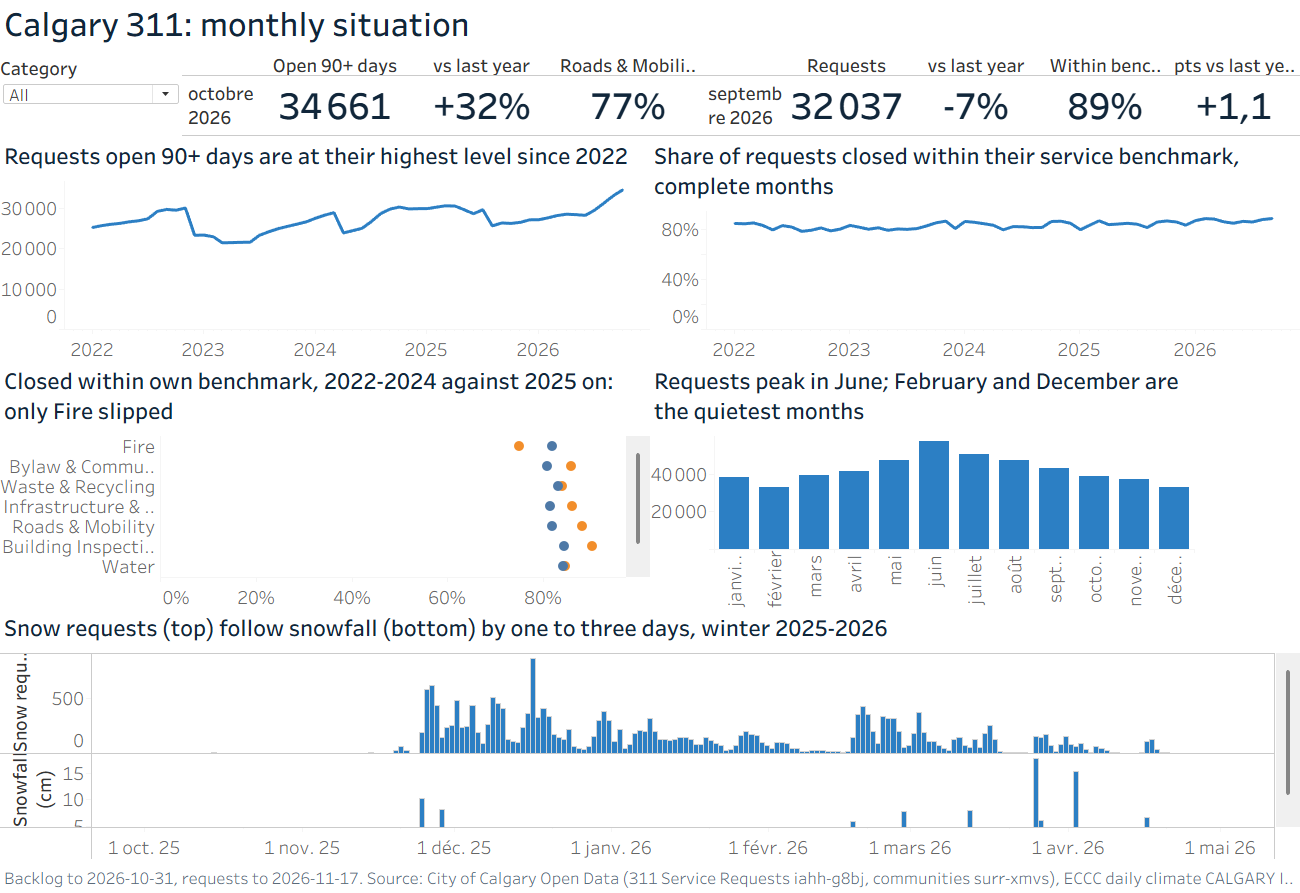 Calgary 311: monthly situation
Category
All
Open 90+ days
vs last year
Roads & Mobili..
octobre
2026
34 661
+32%
77%
Requests
vs last year
Within benc..
pts vs last ye..
septemb
re 2026
32 037
-7%
89%
+1,1
Requests open 90+ days are at their highest level since 2022
30 000
20 000
10 000
0
2022
2023
2024
2025
2026
Share of requests closed within their service benchmark,
complete months
80%
40%
0%
2022
2023
2024
2025
2026
Closed within own benchmark, 2022-2024 against 2025 on:
only Fire slipped
Fire
Bylaw & Commu..
Waste & Recycling
Infrastructure & ..
Roads & Mobility
Building Inspecti..
Water
0%
20%
40%
60%
80%
Requests peak in June; February and December are
the quietest months
40 000
20 000
janvi..
février
mars
avril
mai
juin
juillet
août
sept..
octo..
nove..
déce..
Snow requests (top) follow snowfall (bottom) by one to three days, winter 2025-2026
Snow requ..
500
0
Snowfall
(cm)
15
10
5
1 oct. 25
1 nov. 25
1 déc. 25
1 janv. 26
1 févr. 26
1 mars 26
1 avr. 26
1 mai 26
Backlog to 2026-10-31, requests to 2026-11-17. Source: City of Calgary Open Data (311 Service Requests iahh-g8bj, communities surr-xmvs), ECCC daily climate CALGARY I..